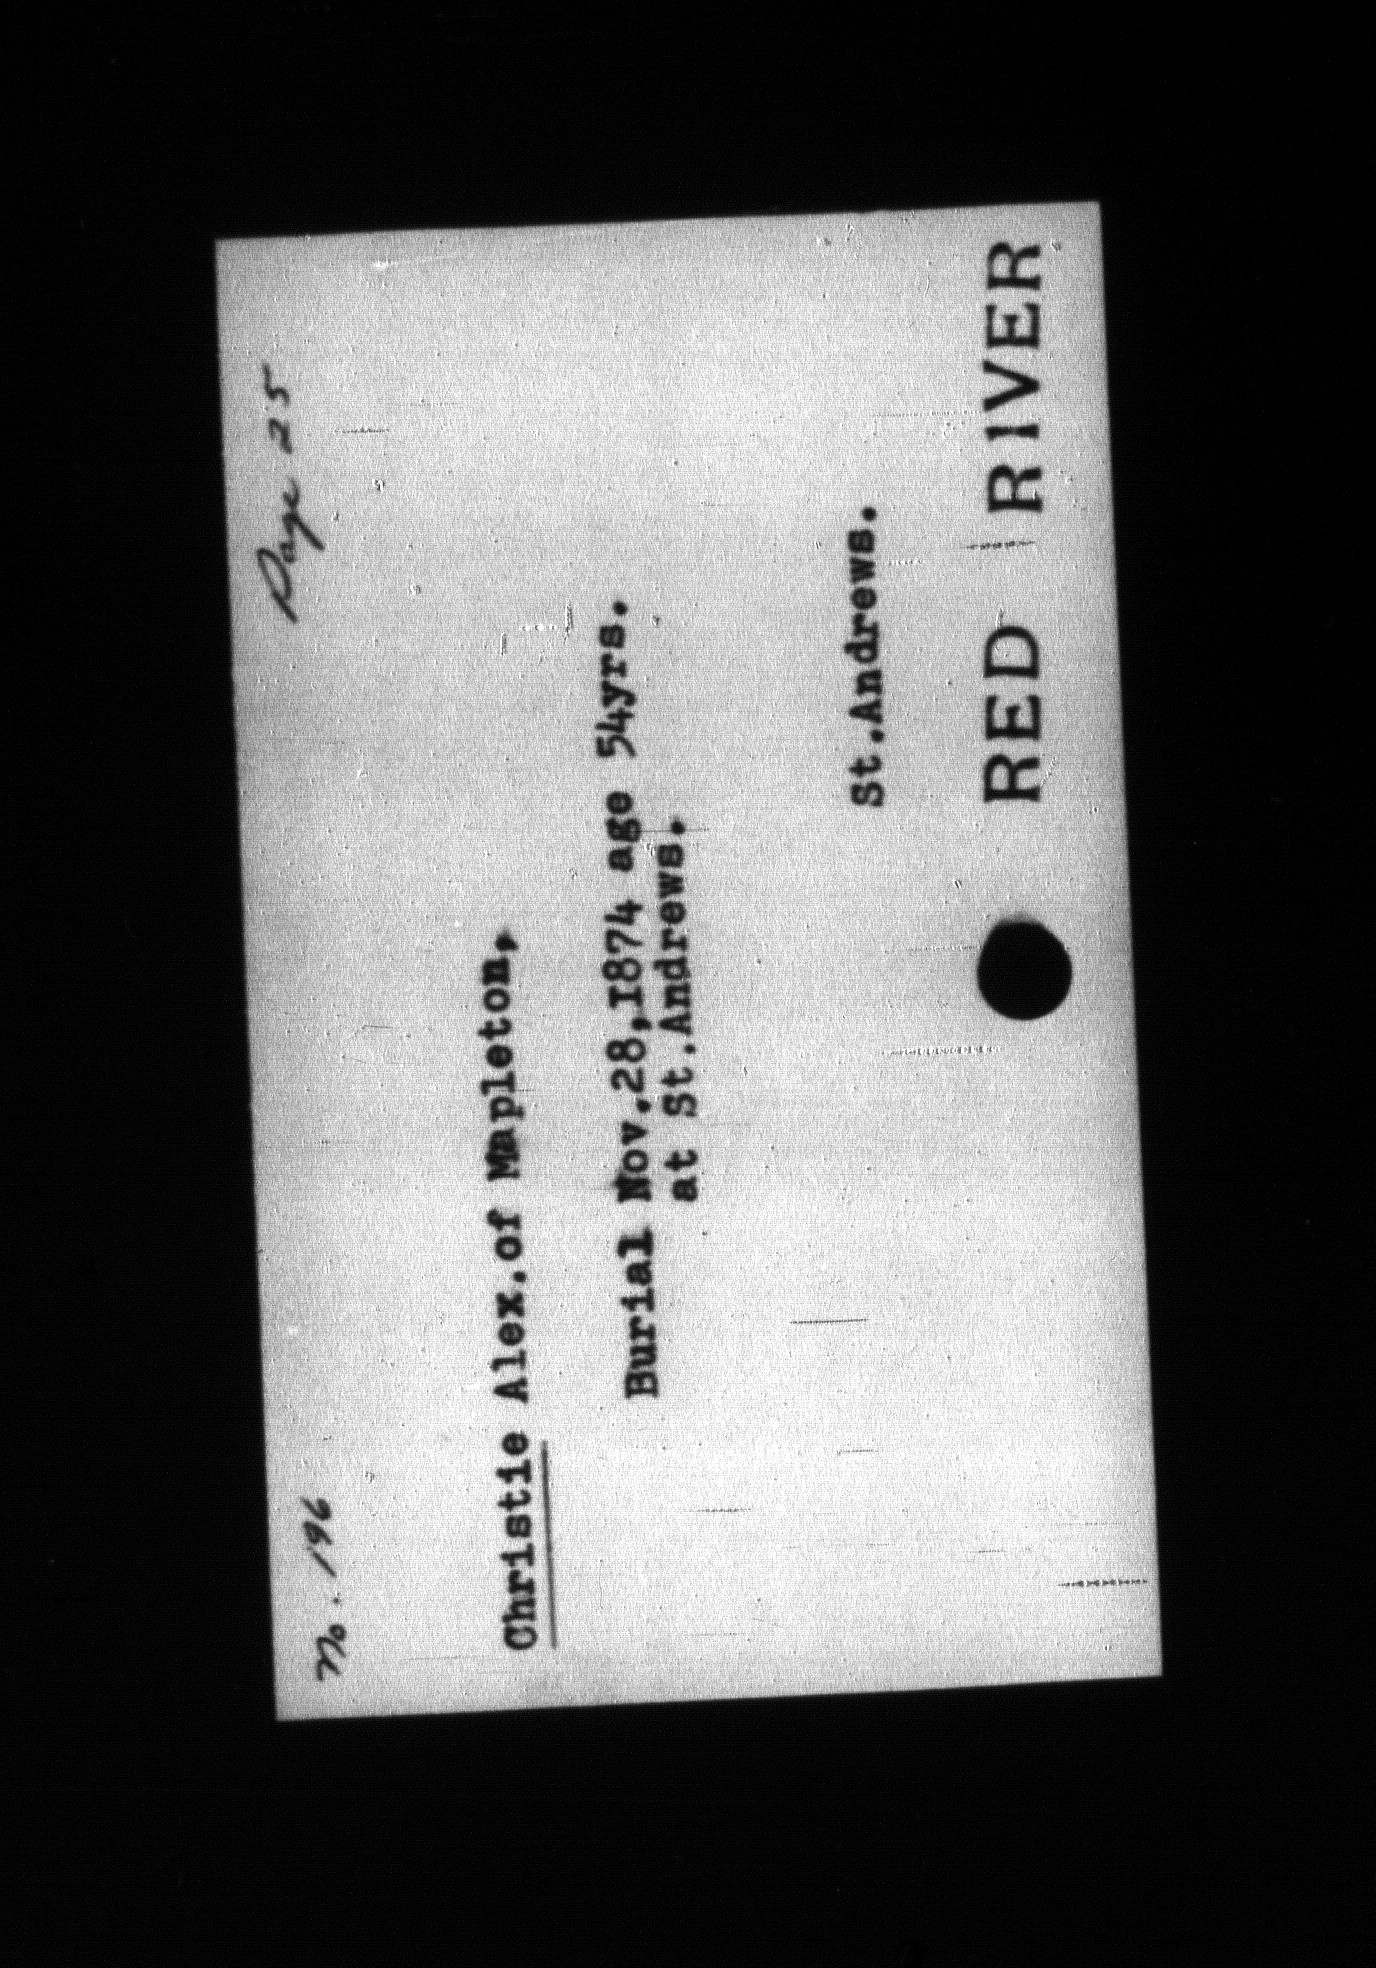 No. 196
Page 25
Christie Alex.of Mapleton,
Burial Nov.28,1874 age 54yrs.
at St.Andrews.
St.Andrews.
RED RIVER